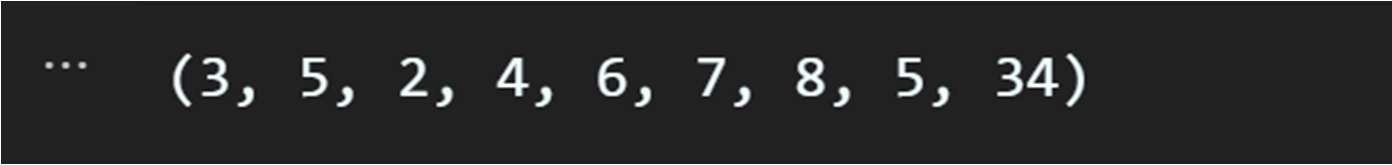 ... (3, 5, 2, 4, 6, 7, 8, 5, 34)